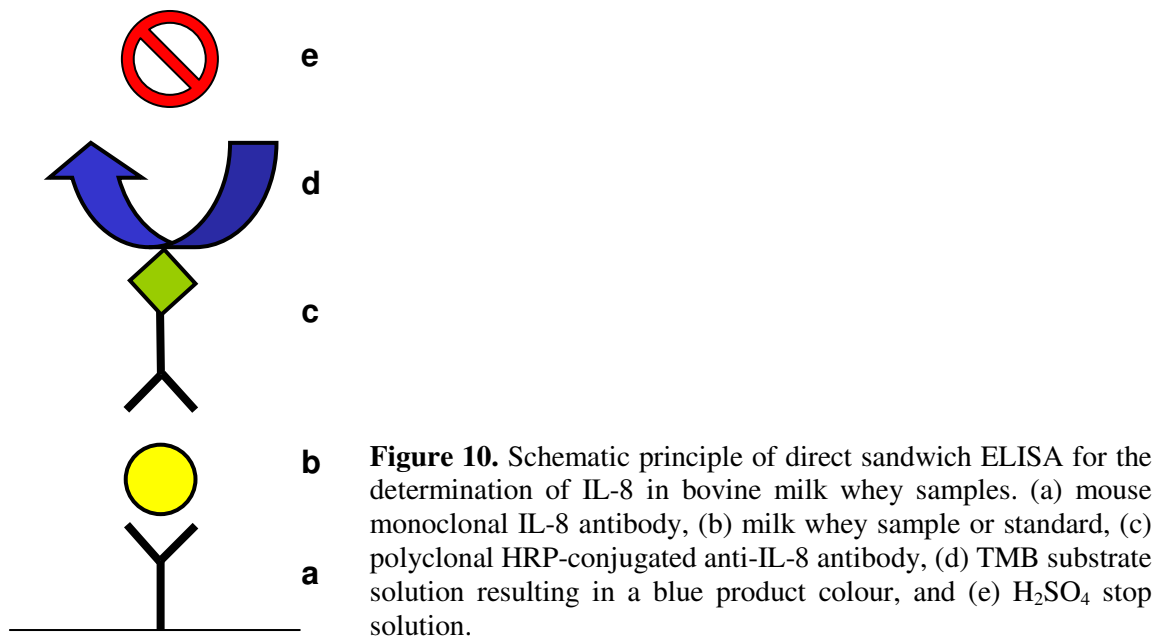 e
d
c
b
a
Figure 10. Schematic principle of direct sandwich ELISA for the
determination of IL-8 in bovine milk whey samples. (a) mouse
monoclonal IL-8 antibody, (b) milk whey sample or standard, (c)
polyclonal HRP-conjugated anti-IL-8 antibody, (d) TMB substrate
solution resulting in a blue product colour, and (e) H₂SO₄ stop
solution.